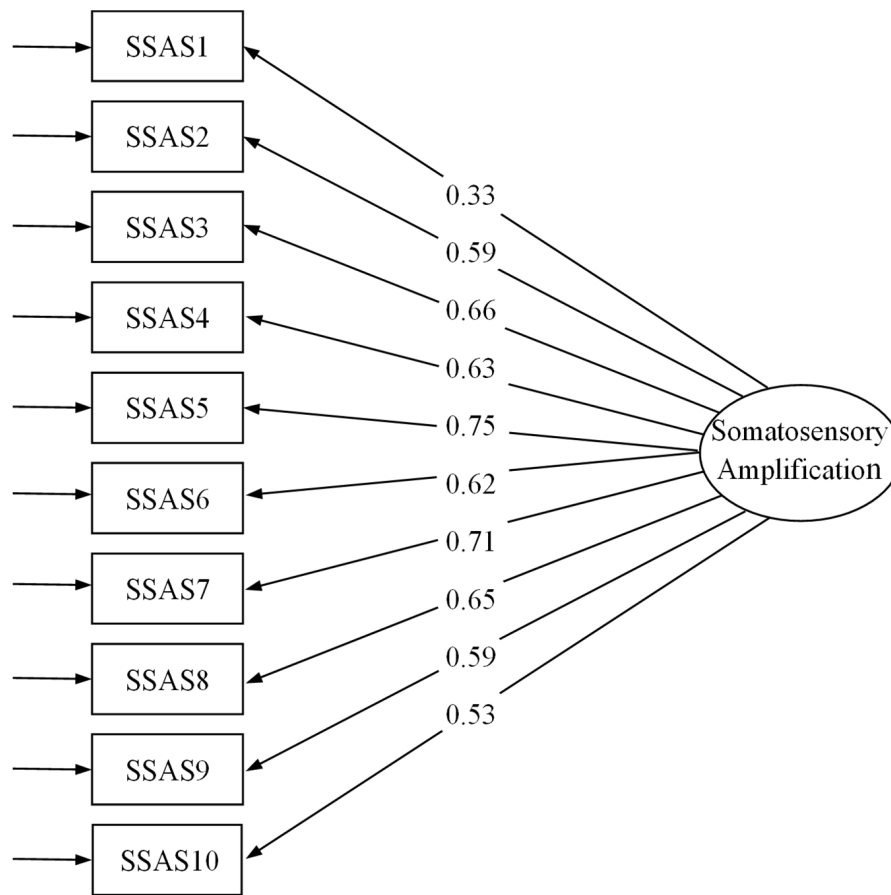 SSAS1
SSAS2
0.33
SSAS3
0.59
0.66
SSAS4
0.63
SSAS5
0.75
Somatosensory
Amplification
SSAS6
0.62
0.71
SSAS7
0.65
SSAS8
0.59
0.53
SSAS9
SSAS10